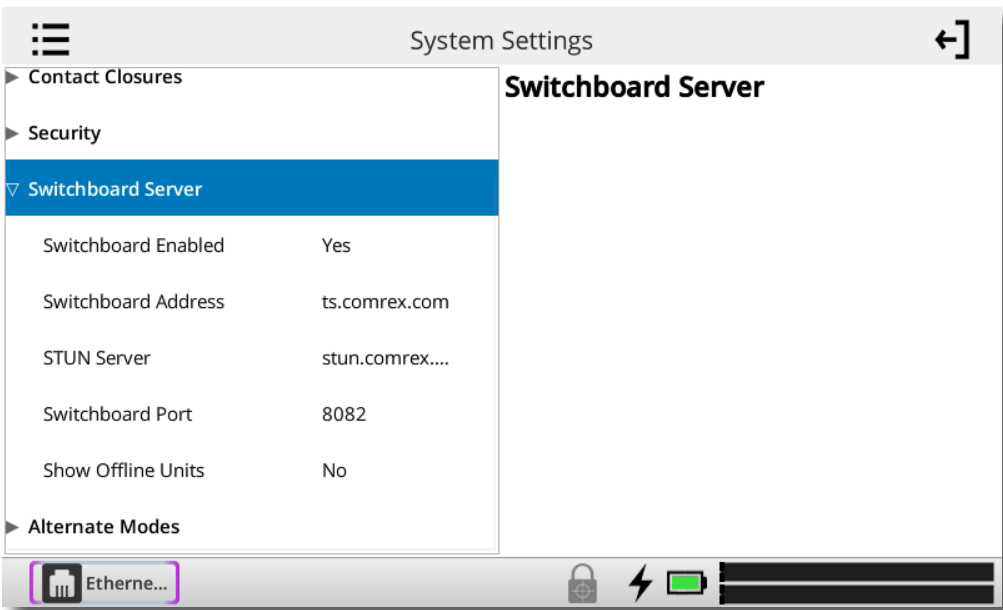 System Settings
Contact Closures
Switchboard Server
Security
Switchboard Server
Switchboard Enabled Yes
Switchboard Address ts.comrex.com
STUN Server stun.comrex....
Switchboard Port 8082
Show Offline Units No
Alternate Modes
Etherne...